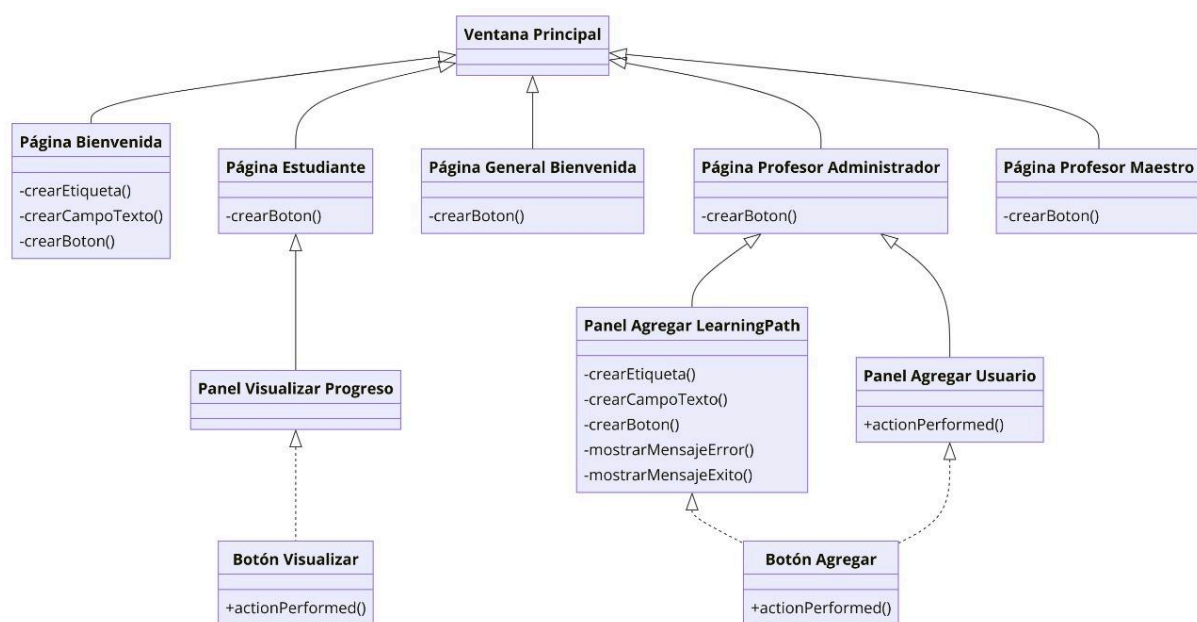 Ventana Principal
Página Bienvenida
-crearEtiqueta()
-crearCampoTexto()
-crearBoton()
Página Estudiante
-crearBoton()
Página General Bienvenida
-crearBoton()
Página Profesor Administrador
-crearBoton()
Página Profesor Maestro
-crearBoton()
Panel Visualizar Progreso
Panel Agregar LearningPath
-crearEtiqueta()
-crearCampoTexto()
-crearBoton()
-mostrarMensajeError()
-mostrarMensajeExito()
Panel Agregar Usuario
+actionPerformed()
Botón Visualizar
+actionPerformed()
Botón Agregar
+actionPerformed()